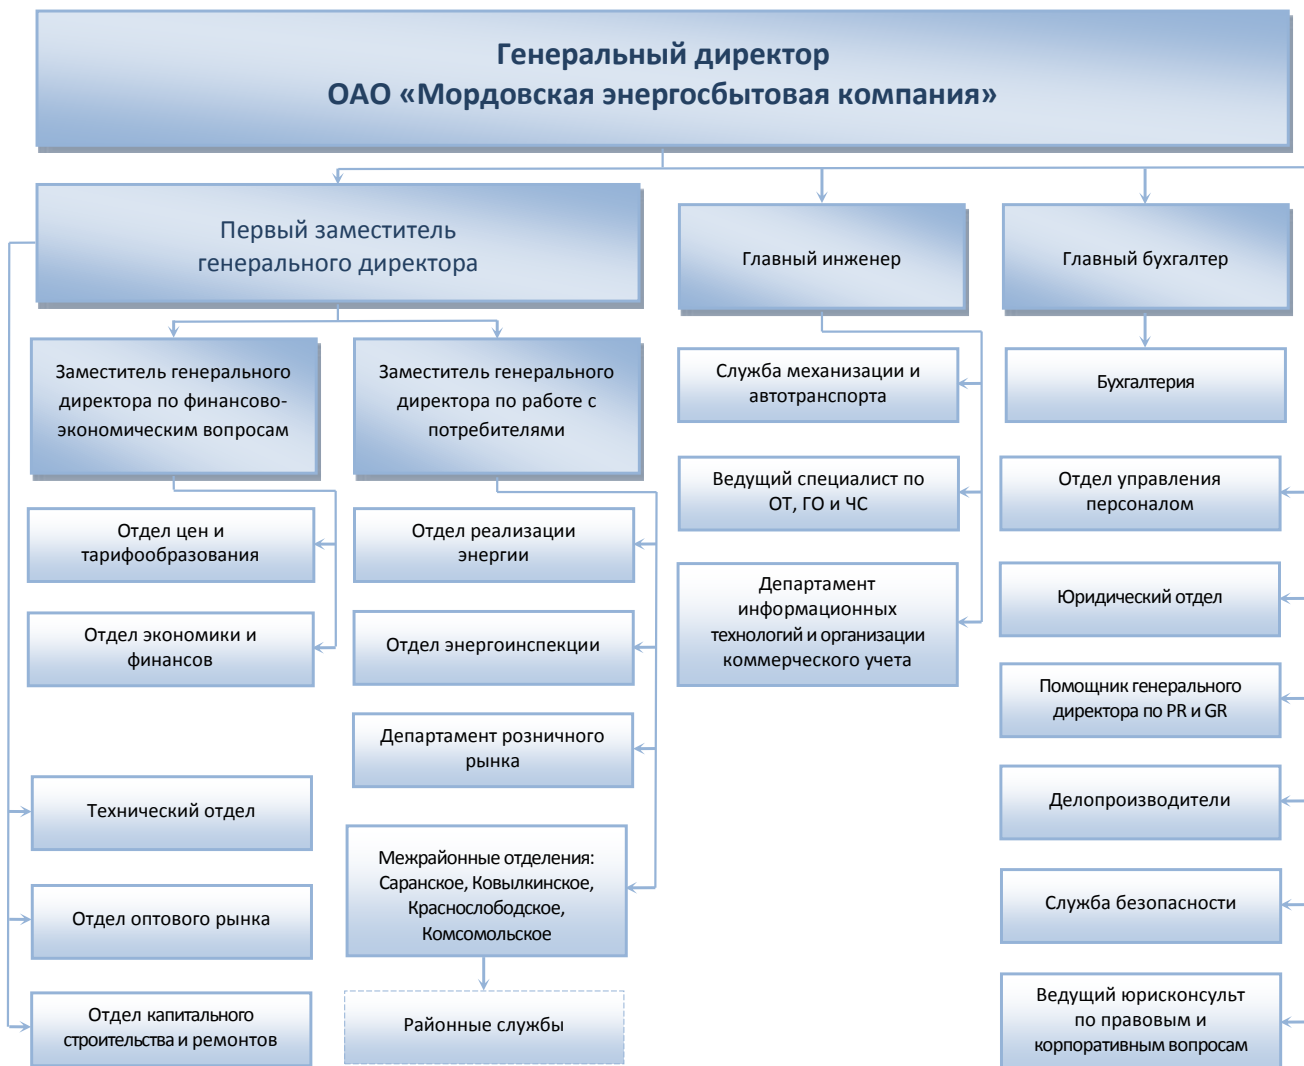 Генеральный директор
ОАО «Мордовская энергосбытовая компания»
Первый заместитель
генерального директора
Главный инженер
Главный бухгалтер
Заместитель генерального
директора по финансово-
экономическим вопросам
Заместитель генерального
директора по работе с
потребителями
Служба механизации и
автотранспорта
Бухгалтерия
Отдел цен и
тарифообразования
Отдел реализации
энергии
Ведущий специалист по
ОТ, ГО и ЧС
Отдел управления
персоналом
Отдел экономики и
финансов
Отдел энергоинспекции
Департамент
информационных
технологий и организации
коммерческого учета
Юридический отдел
Департамент розничного
рынка
Помощник генерального
директора по PR и GR
Технический отдел
Делопроизводители
Межрайонные отделения:
Саранское, Ковылкинское,
Краснослободское,
Комсомольское
Отдел оптового рынка
Служба безопасности
Отдел капитального
строительства и ремонтов
Районные службы
Ведущий юрисконсульт
по правовым и
корпоративным вопросам